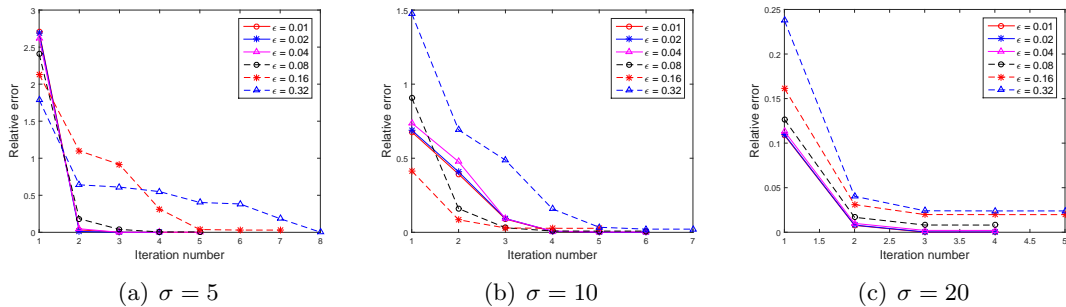 3
2.5
2
1.5
1
0.5
0
Relative error
1 2 3 4 5 6 7 8
Iteration number
ϵ = 0.01
ϵ = 0.02
ϵ = 0.04
ϵ = 0.08
ϵ = 0.16
ϵ = 0.32
(a) σ = 5
1.5
1
0.5
0
Relative error
1 2 3 4 5 6 7
Iteration number
ϵ = 0.01
ϵ = 0.02
ϵ = 0.04
ϵ = 0.08
ϵ = 0.16
ϵ = 0.32
(b) σ = 10
0.25
0.2
0.15
0.1
0.05
0
Relative error
1 1.5 2 2.5 3 3.5 4 4.5 5
Iteration number
ϵ = 0.01
ϵ = 0.02
ϵ = 0.04
ϵ = 0.08
ϵ = 0.16
ϵ = 0.32
(c) σ = 20